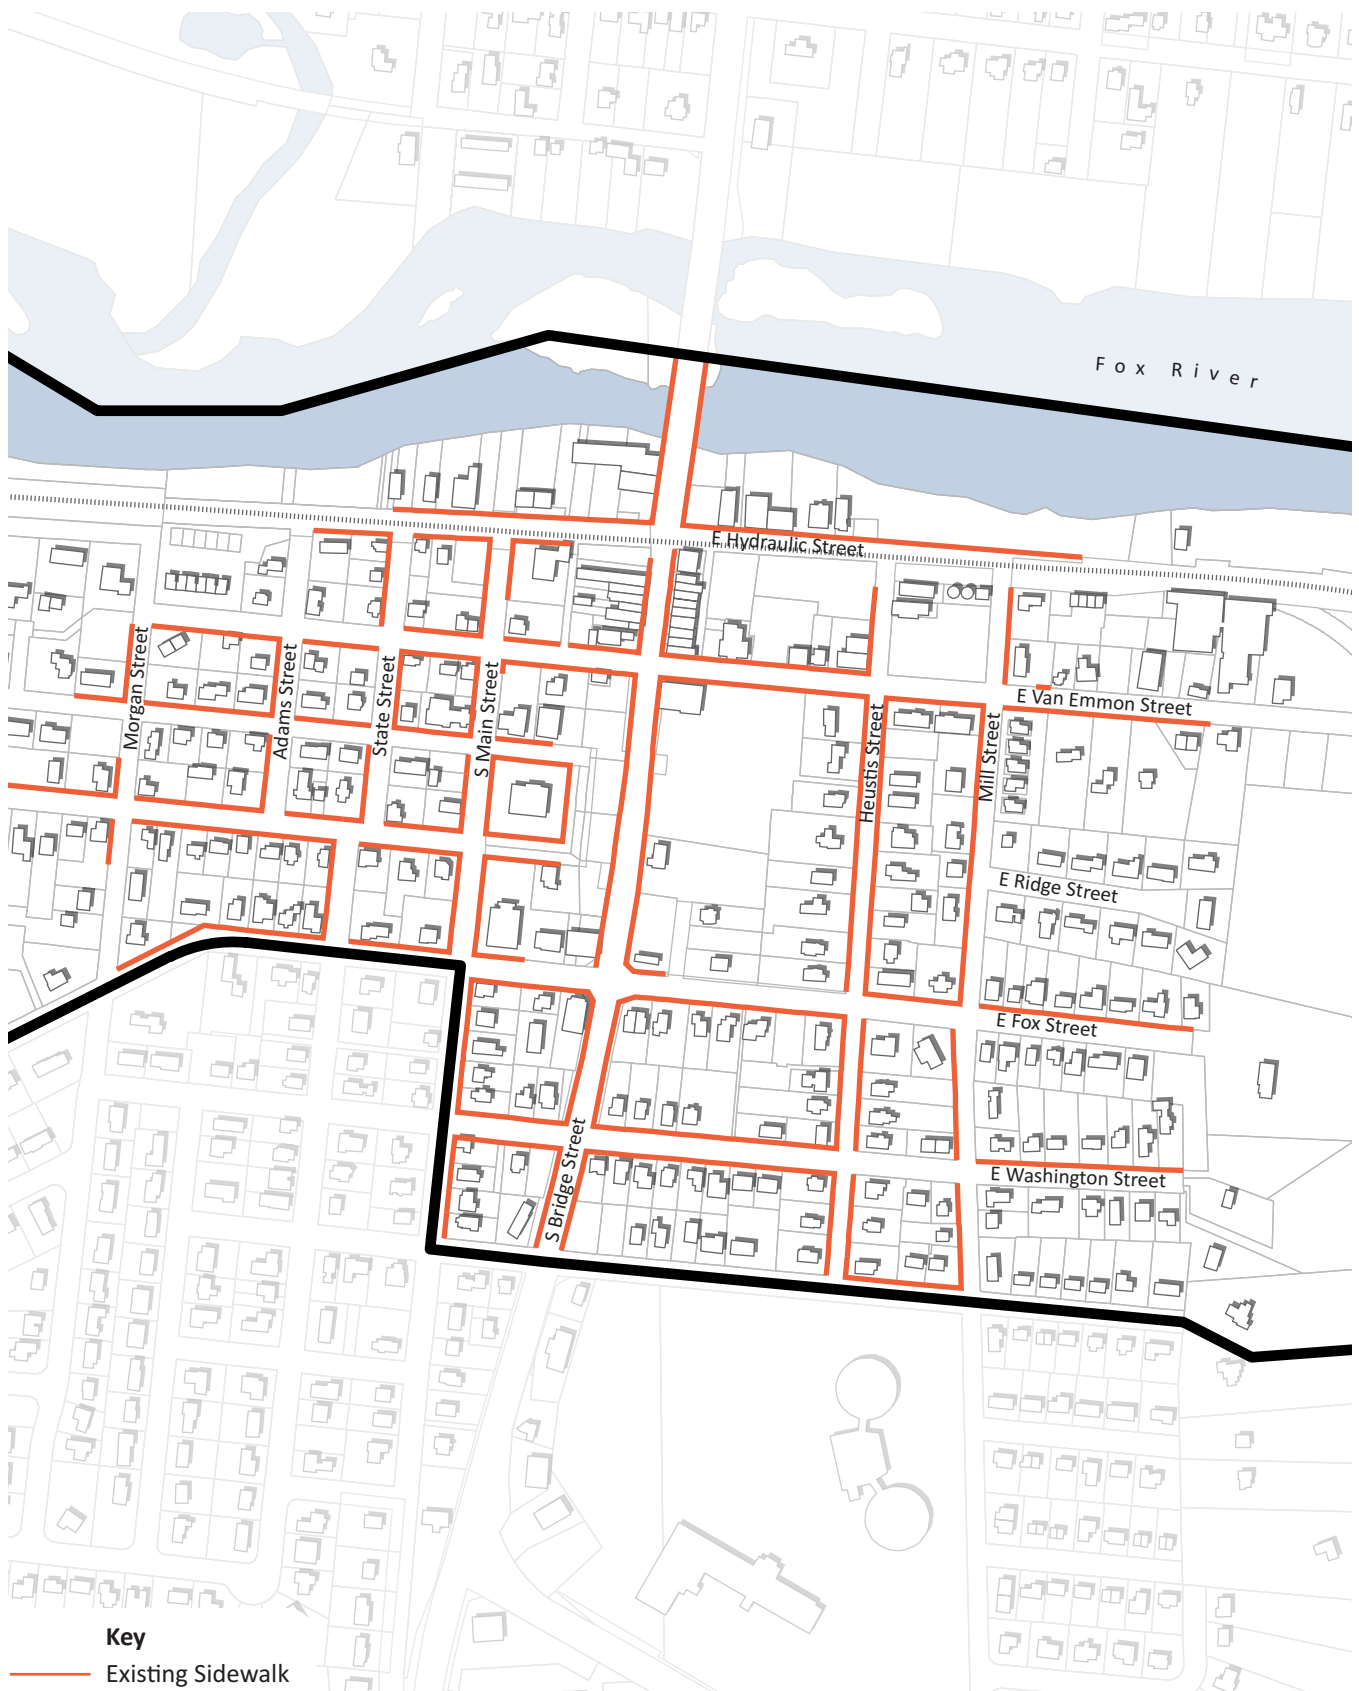 Fox River
E Hydraulic Street
Morgan Street
Adams Street
State Street
S Main Street
E Van Emmon Street
Heustis Street
Mill Street
E Ridge Street
E Fox Street
S Bridge Street
E Washington Street
Key
Existing Sidewalk